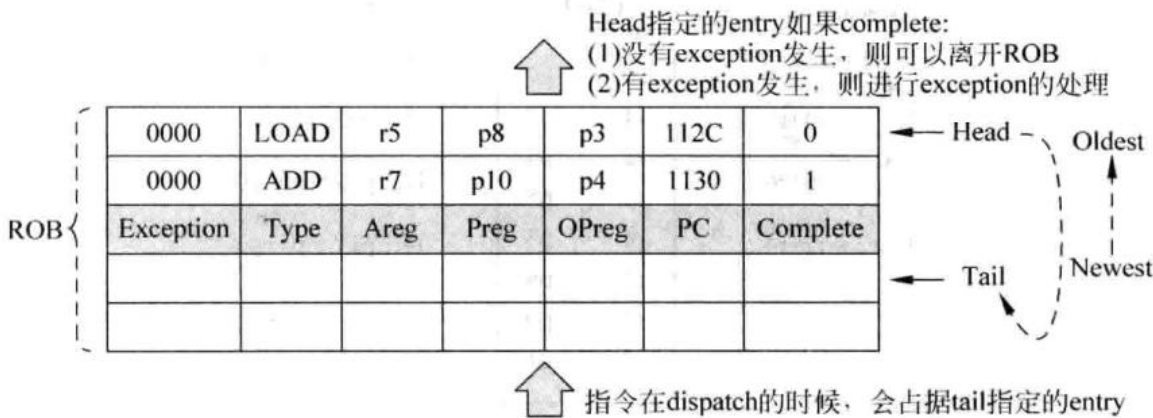 Head指定的entry如果complete:
(1)没有exception发生，则可以离开ROB
(2)有exception发生，则进行exception的处理
0000 LOAD r5 p8 p3 112C 0
Head
Oldest
0000 ADD r7 p10 p4 1130 1
ROB
Exception Type Areg Preg OPreg PC Complete
Tail
Newest
指令在dispatch的时候，会占据tail指定的entry